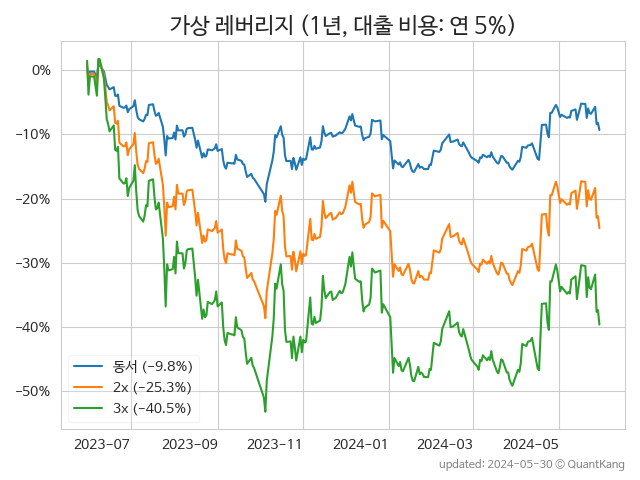 가상 레버리지 (1년, 대출 비용: 연 5%)
0%
−10%
−20%
−30%
−40%
−50%
동서 (−9.8%)
2x (−25.3%)
3x (−40.5%)
2023-07 2023-09 2023-11 2024-01 2024-03 2024-05
updated: 2024-05-30 © QuantKang